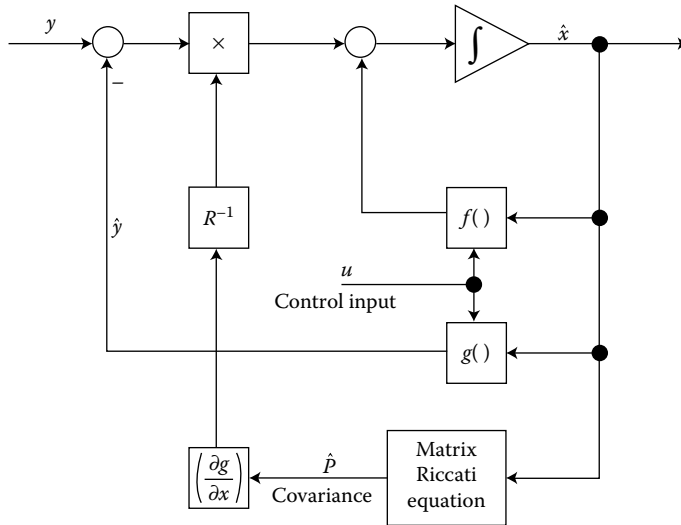 y
×
∫
x̂
−
R⁻¹
f( )
ŷ
u
Control input
g( )
(∂g/∂x)
P̂
Covariance
Matrix
Riccati
equation